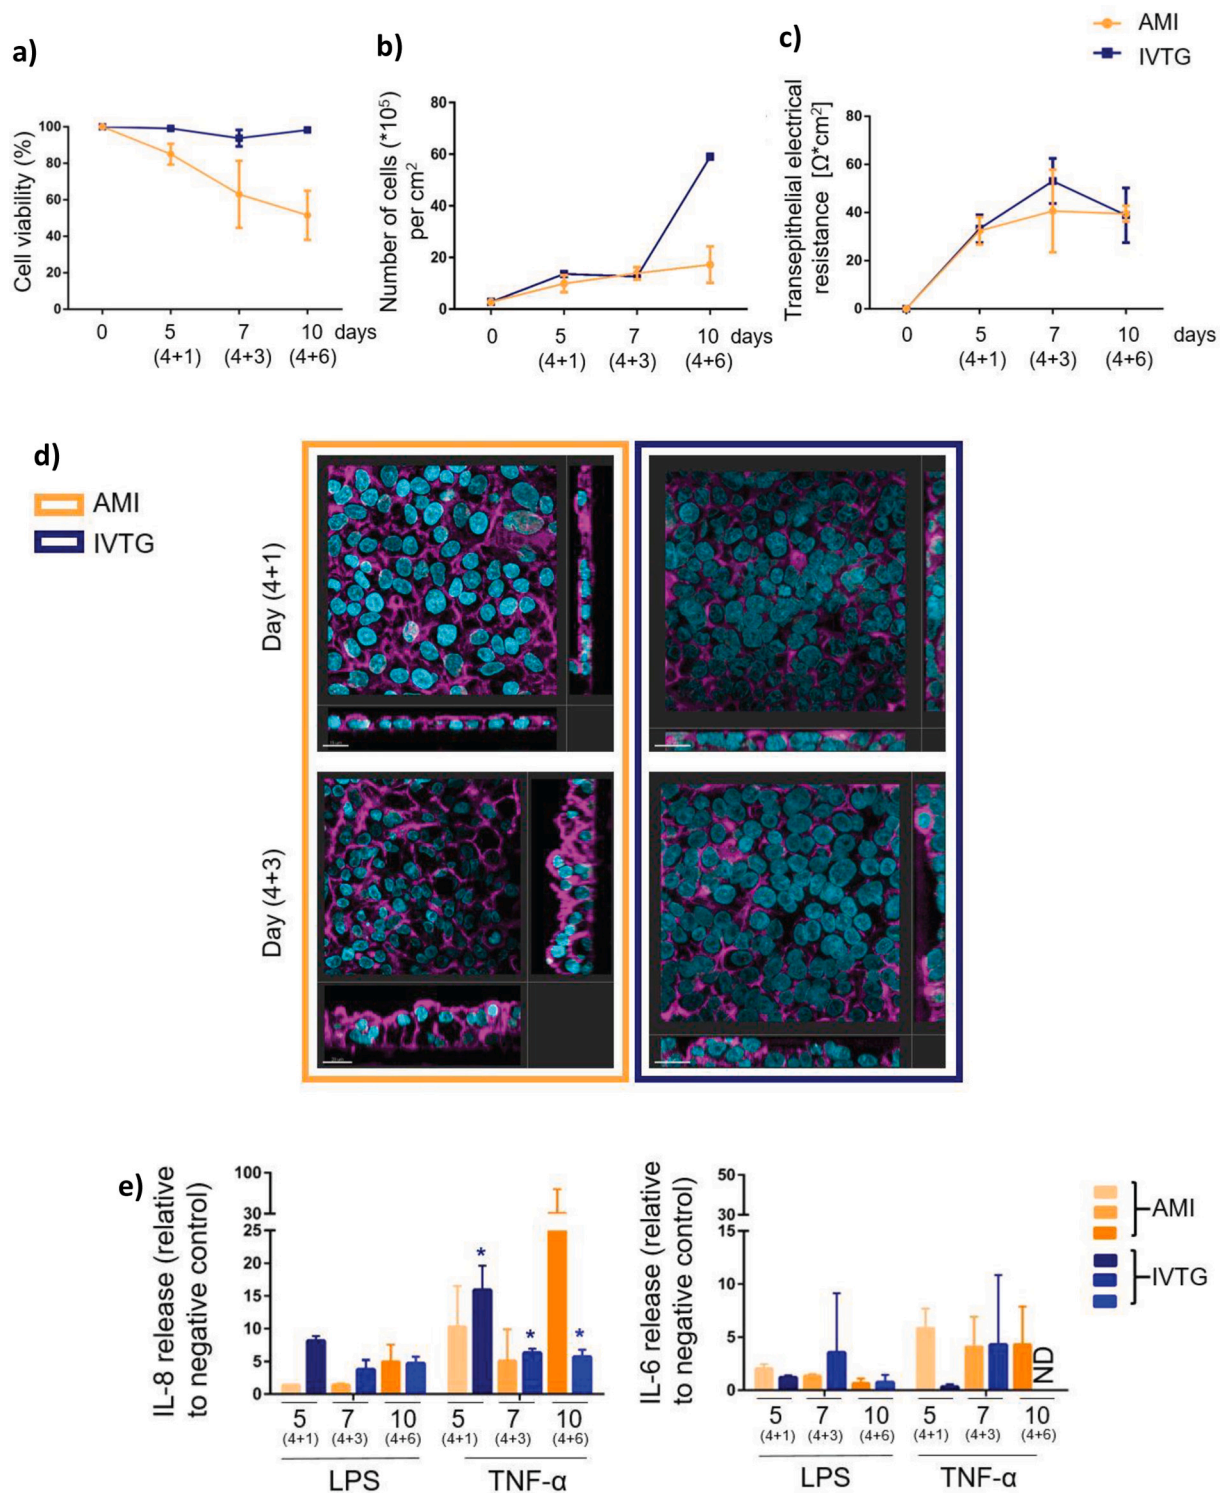 AMI
IVTG
a)
b)
c)
Cell viability (%)
100
80
60
40
20
0
0 5 7 10 days
(4+1) (4+3) (4+6)
Number of cells (*10⁵)
per cm²
80
60
40
20
0
0 5 7 10 days
(4+1) (4+3) (4+6)
Transepithelial electrical
resistance [Ω*cm²]
80
60
40
20
0
0 5 7 10 days
(4+1) (4+3) (4+6)
d)
AMI
IVTG
Day (4+1)
Day (4+3)
e)
IL-8 release (relative
to negative control)
100
30
25
20
15
10
5
0
*
*
*
5 7 10 5 7 10
(4+1) (4+3) (4+6) (4+1) (4+3) (4+6)
LPS TNF-α
IL-6 release (relative
to negative control)
50
30
15
10
5
0
ND
5 7 10 5 7 10
(4+1) (4+3) (4+6) (4+1) (4+3) (4+6)
LPS TNF-α
AMI
IVTG